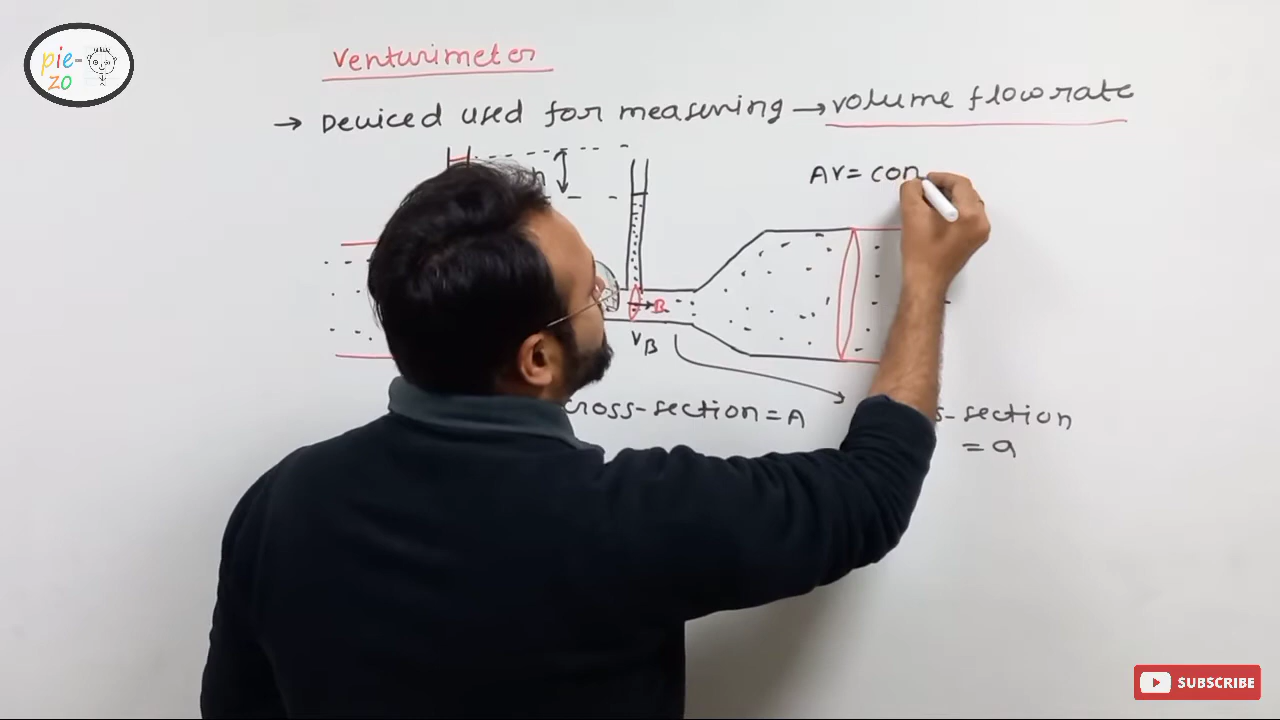 pie-
zo
Venturimeter
→ Deviced used for measuring → volume flow rate
h
AV = con
B
VB
cross-section = A
s-section
= a
SUBSCRIBE